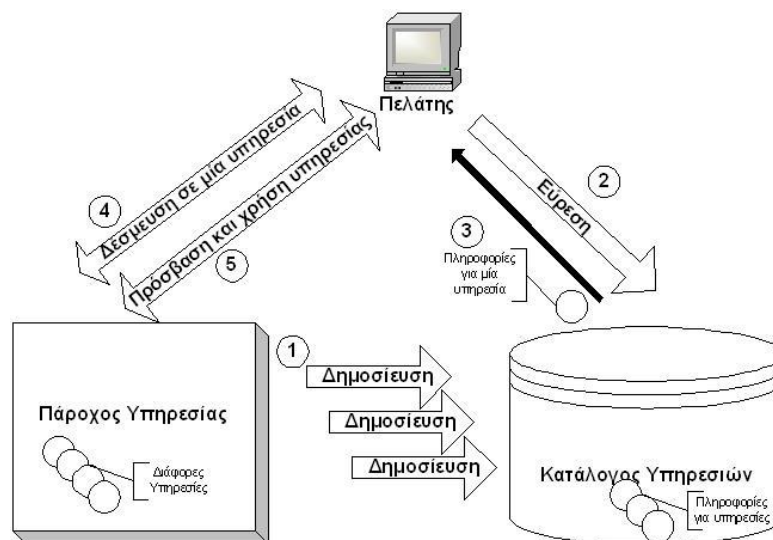 Πελάτης
Δέσμευση σε μία υπηρεσία
4
Πρόσβαση και χρήση υπηρεσίας
5
2
Εύρεση
3
Πληροφορίες
για μία
υπηρεσία
1
Δημοσίευση
Δημοσίευση
Δημοσίευση
Πάροχος Υπηρεσίας
Διάφορες
Υπηρεσίες
Κατάλογος Υπηρεσιών
Πληροφορίες
για υπηρεσίες